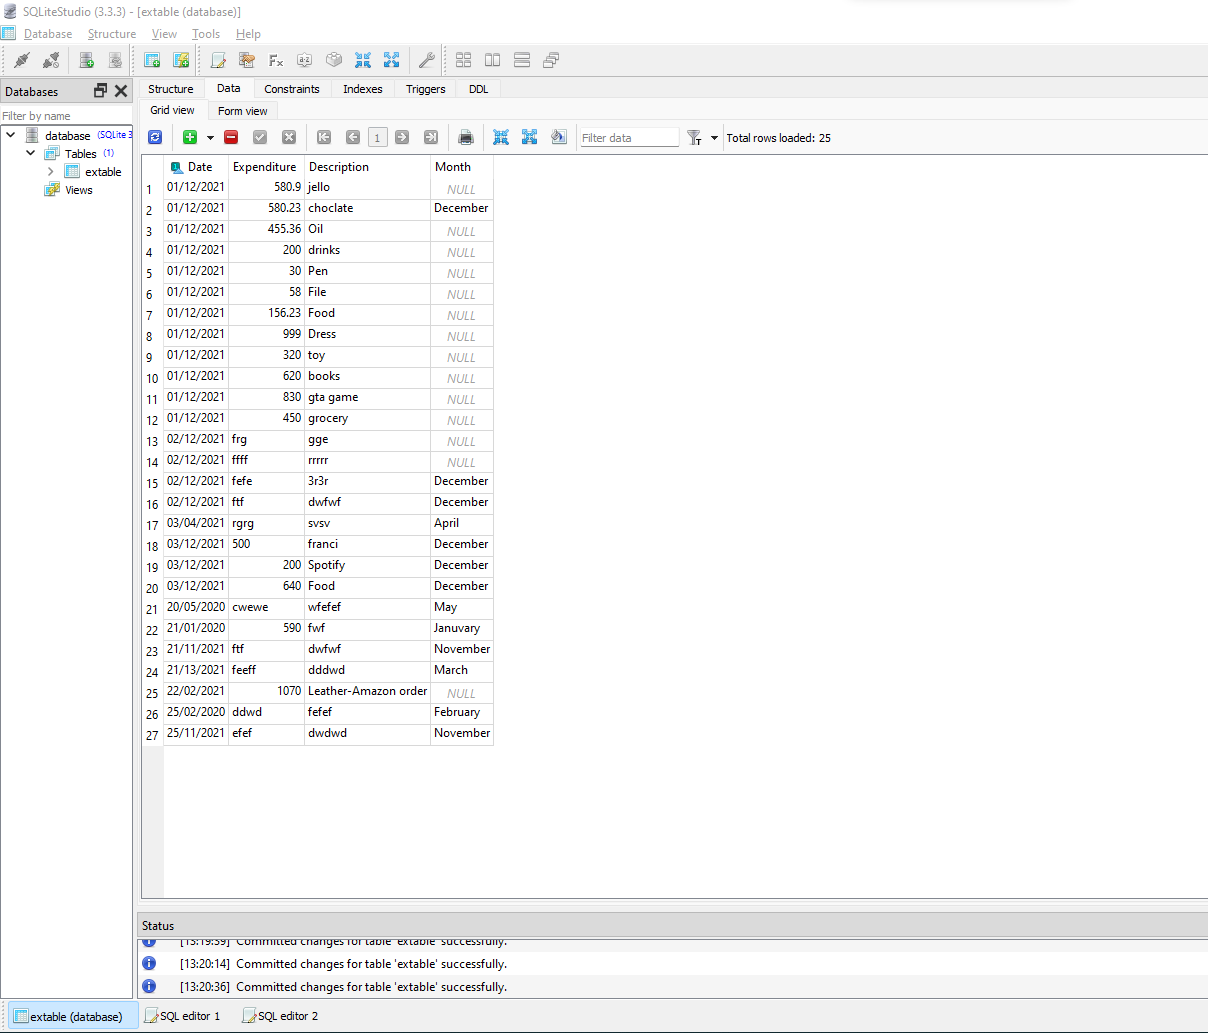 SQLiteStudio (3.3.3) - [extable (database)]
Database Structure View Tools Help
Databases
Structure Data Constraints Indexes Triggers DDL
Grid view Form view
Filter by name
1 Filter data Total rows loaded: 25
database (SQLite 3
Tables (1)
extable
Views
Date Expenditure Description Month
1 01/12/2021 580.9 jello NULL
2 01/12/2021 580.23 choclate December
3 01/12/2021 455.36 Oil NULL
4 01/12/2021 200 drinks NULL
5 01/12/2021 30 Pen NULL
6 01/12/2021 58 File NULL
7 01/12/2021 156.23 Food NULL
8 01/12/2021 999 Dress NULL
9 01/12/2021 320 toy NULL
10 01/12/2021 620 books NULL
11 01/12/2021 830 gta game NULL
12 01/12/2021 450 grocery NULL
13 02/12/2021 frg gge NULL
14 02/12/2021 ffff rrrrr NULL
15 02/12/2021 fefe 3r3r December
16 02/12/2021 ftf dwfwf December
17 03/04/2021 rgrg svsv April
18 03/12/2021 500 franci December
19 03/12/2021 200 Spotify December
20 03/12/2021 640 Food December
21 20/05/2020 cwewe wfefef May
22 21/01/2020 590 fwf Januvary
23 21/11/2021 ftf dwfwf November
24 21/13/2021 feeff dddwd March
25 22/02/2021 1070 Leather-Amazon order NULL
26 25/02/2020 ddwd fefef February
27 25/11/2021 efef dwdwd November
Status
[13:19:39] Committed changes for table 'extable' successfully.
[13:20:14] Committed changes for table 'extable' successfully.
[13:20:36] Committed changes for table 'extable' successfully.
extable (database) SQL editor 1 SQL editor 2